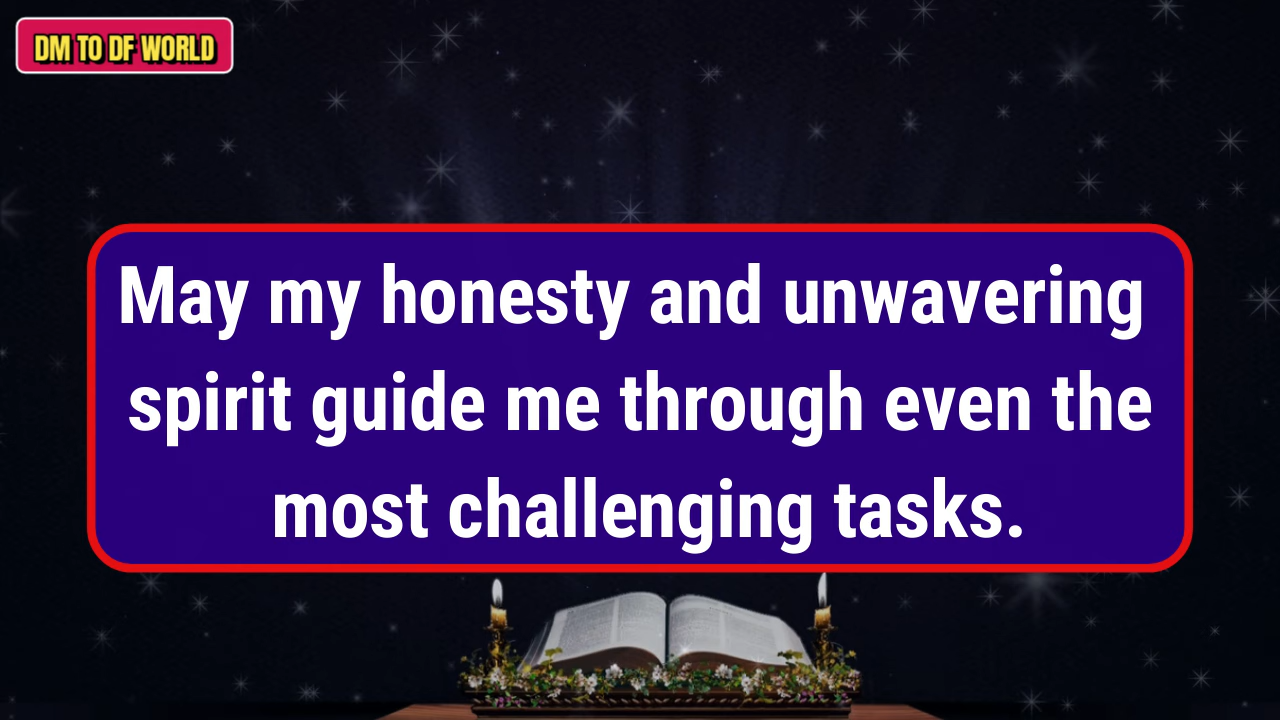 DM TO DF WORLD
May my honesty and unwavering
spirit guide me through even the
most challenging tasks.